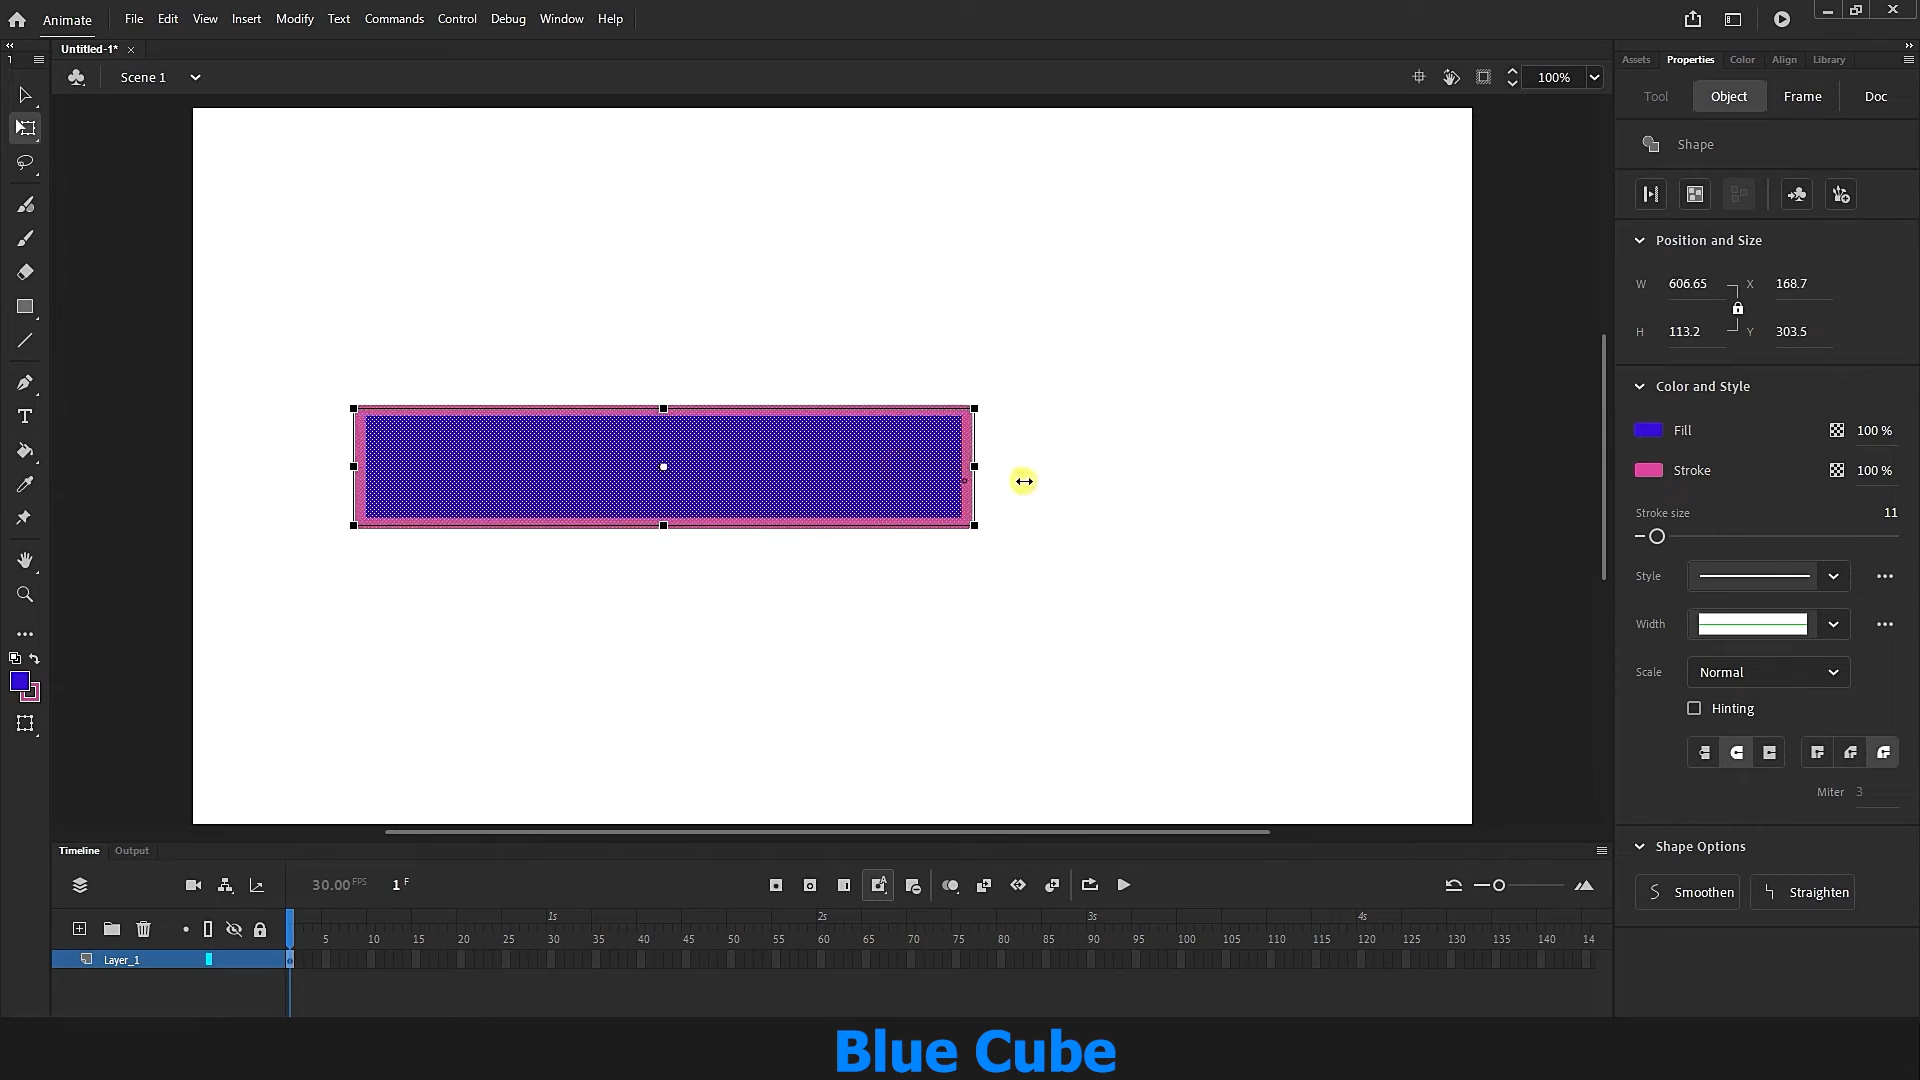 Animate File Edit View Insert Modify Text Commands Control Debug Window Help
Untitled-1* ×
Scene 1 100%
Assets Properties Color Align Library
Tool Object Frame Doc
Shape
Position and Size
W 606.65 X 168.7
H 113.2 Y 303.5
Color and Style
Fill 100 %
Stroke 100 %
Stroke size 11
Style
Width
Scale Normal
Hinting
Miter 3
Shape Options
Smoothen Straighten
Timeline Output
30.00 FPS 1 F
1s 2s 3s 4s
5 10 15 20 25 30 35 40 45 50 55 60 65 70 75 80 85 90 95 100 105 110 115 120 125 130 135 140 14
Layer_1
Blue Cube